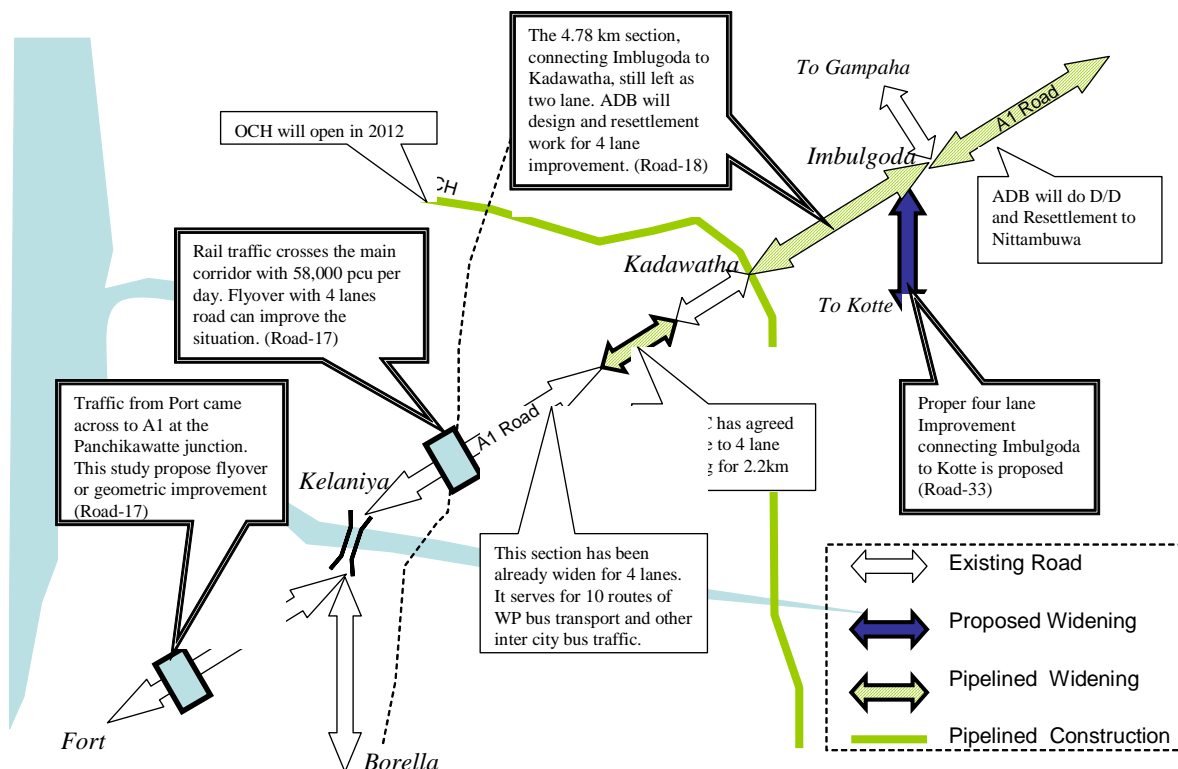 The 4.78 km section,
connecting Imblugoda to
Kadawatha, still left as
two lane. ADB will
design and resettlement
work for 4 lane
improvement. (Road-18)
To Gampaha
A1 Road
OCH will open in 2012
Imbulgoda
CH
ADB will do D/D
and Resettlement to
Nittambuwa
Rail traffic crosses the main
corridor with 58,000 pcu per
day. Flyover with 4 lanes
road can improve the
situation. (Road-17)
Kadawatha
To Kotte
Traffic from Port came
across to A1 at the
Panchikawatte junction.
This study propose flyover
or geometric improvement
(Road-17)
A1 Road
C has agreed
e to 4 lane
g for 2.2km
Proper four lane
Improvement
connecting Imbulgoda
to Kotte is proposed
(Road-33)
Kelaniya
This section has been
already widen for 4 lanes.
It serves for 10 routes of
WP bus transport and other
inter city bus traffic.
Existing Road
Proposed Widening
Pipelined Widening
Pipelined Construction
Fort
Borella